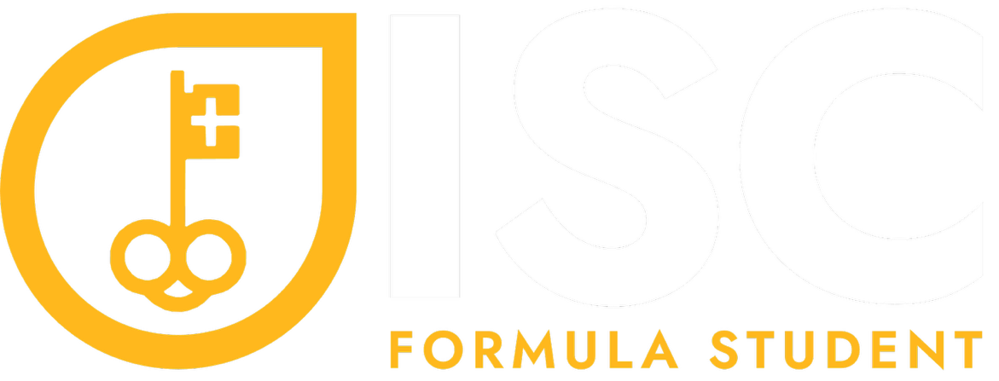 ISC
FORMULA STUDENT